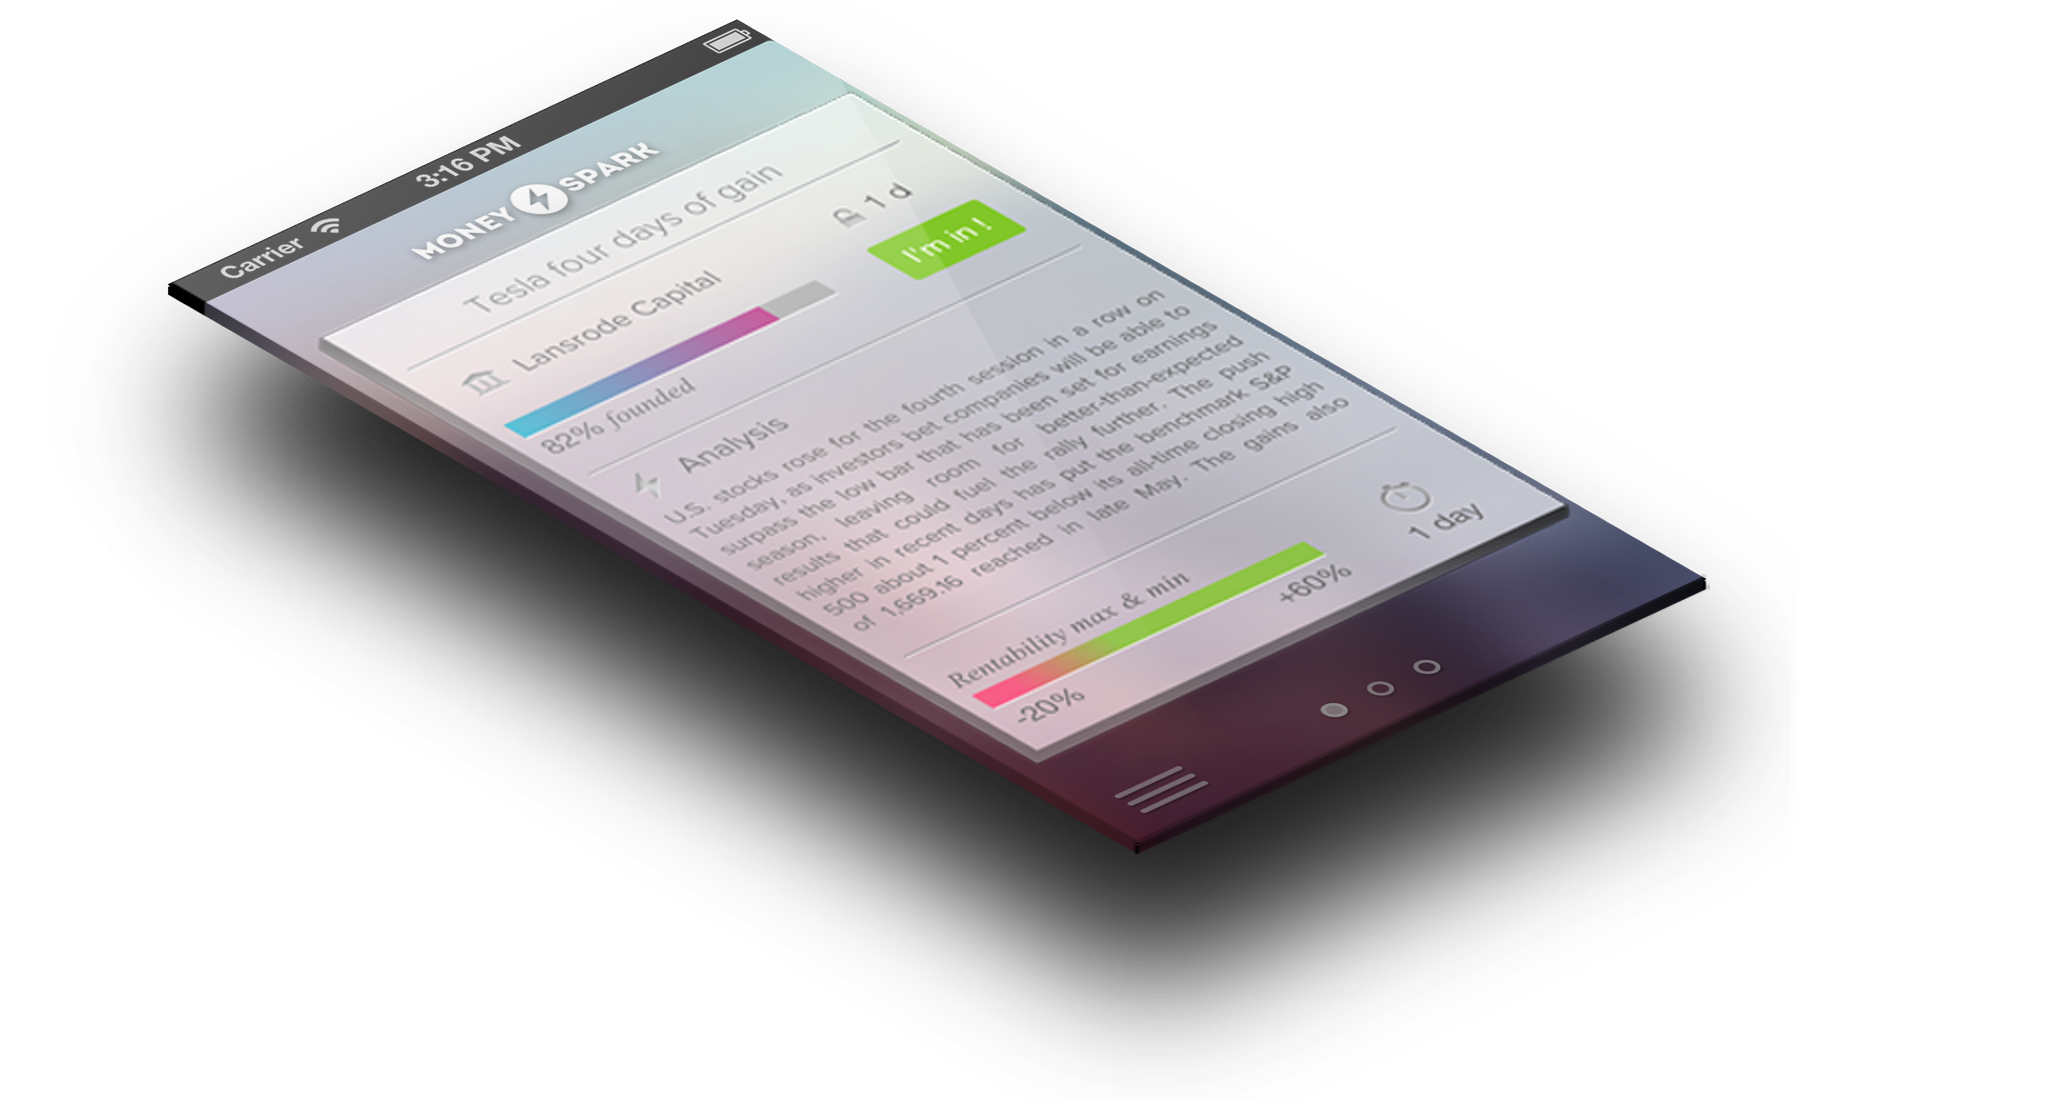 Carrier 3:16 PM
MONEY SPARK
Tesla four days of gain
Lansrode Capital
1 d
82% founded
I'm in !
Analysis
U.S. stocks rose for the fourth session in a row on
Tuesday, as investors bet companies will be able to
surpass the low bar that has been set for earnings
season, leaving room for better-than-expected
results that could fuel the rally further. The push
higher in recent days has put the benchmark S&P
500 about 1 percent below its all-time closing high
of 1,669.16 reached in late May. The gains also
Rentability max & min
-20%
+60%
1 day